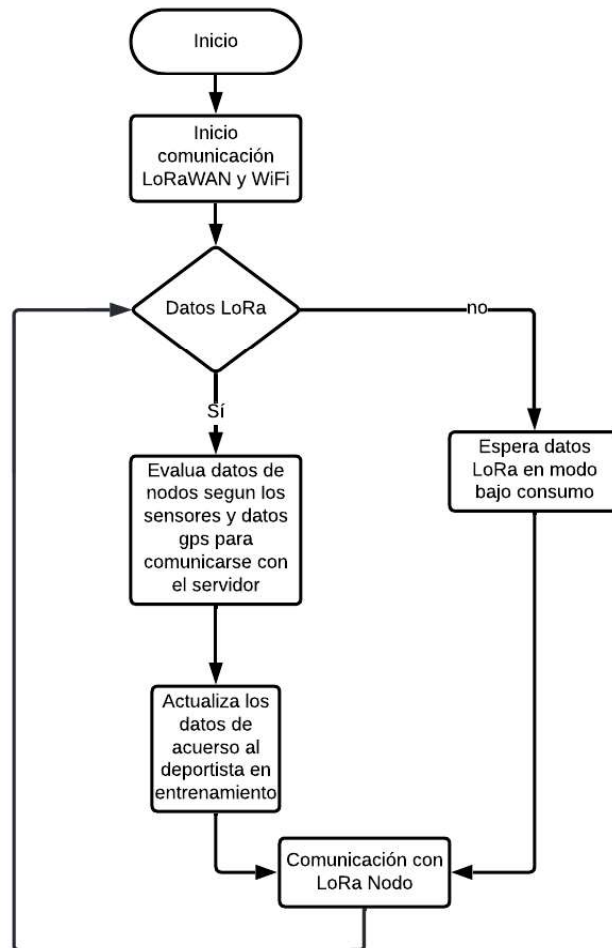 Inicio
Inicio
comunicación
LoRaWAN y WiFi
Datos LoRa
no
Sí
Evalua datos de
nodos segun los
sensores y datos
gps para
comunicarse con
el servidor
Espera datos
LoRa en modo
bajo consumo
Actualiza los
datos de
acuerso al
deportista en
entrenamiento
Comunicación con
LoRa Nodo